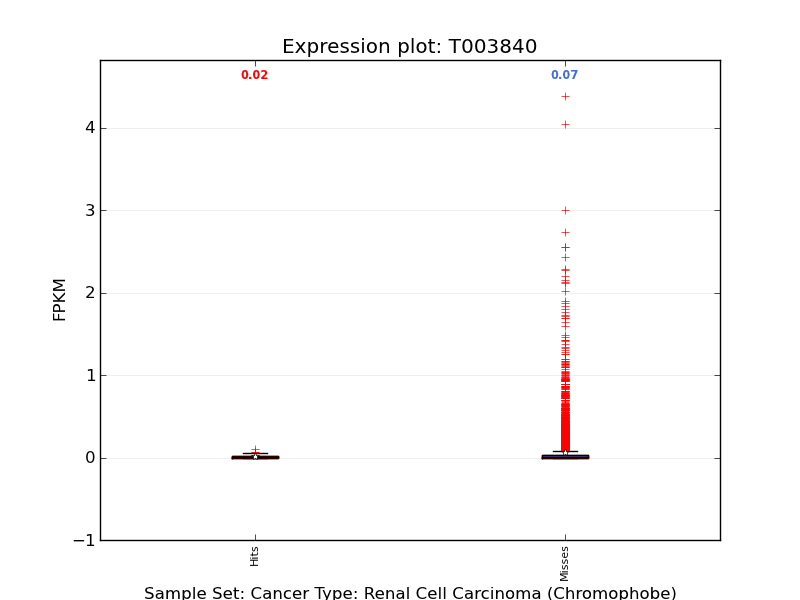 Expression plot: T003840
0.02 0.07
4
3
2
1
0
−1
FPKM
Hits
Misses
Sample Set: Cancer Type: Renal Cell Carcinoma (Chromophobe)